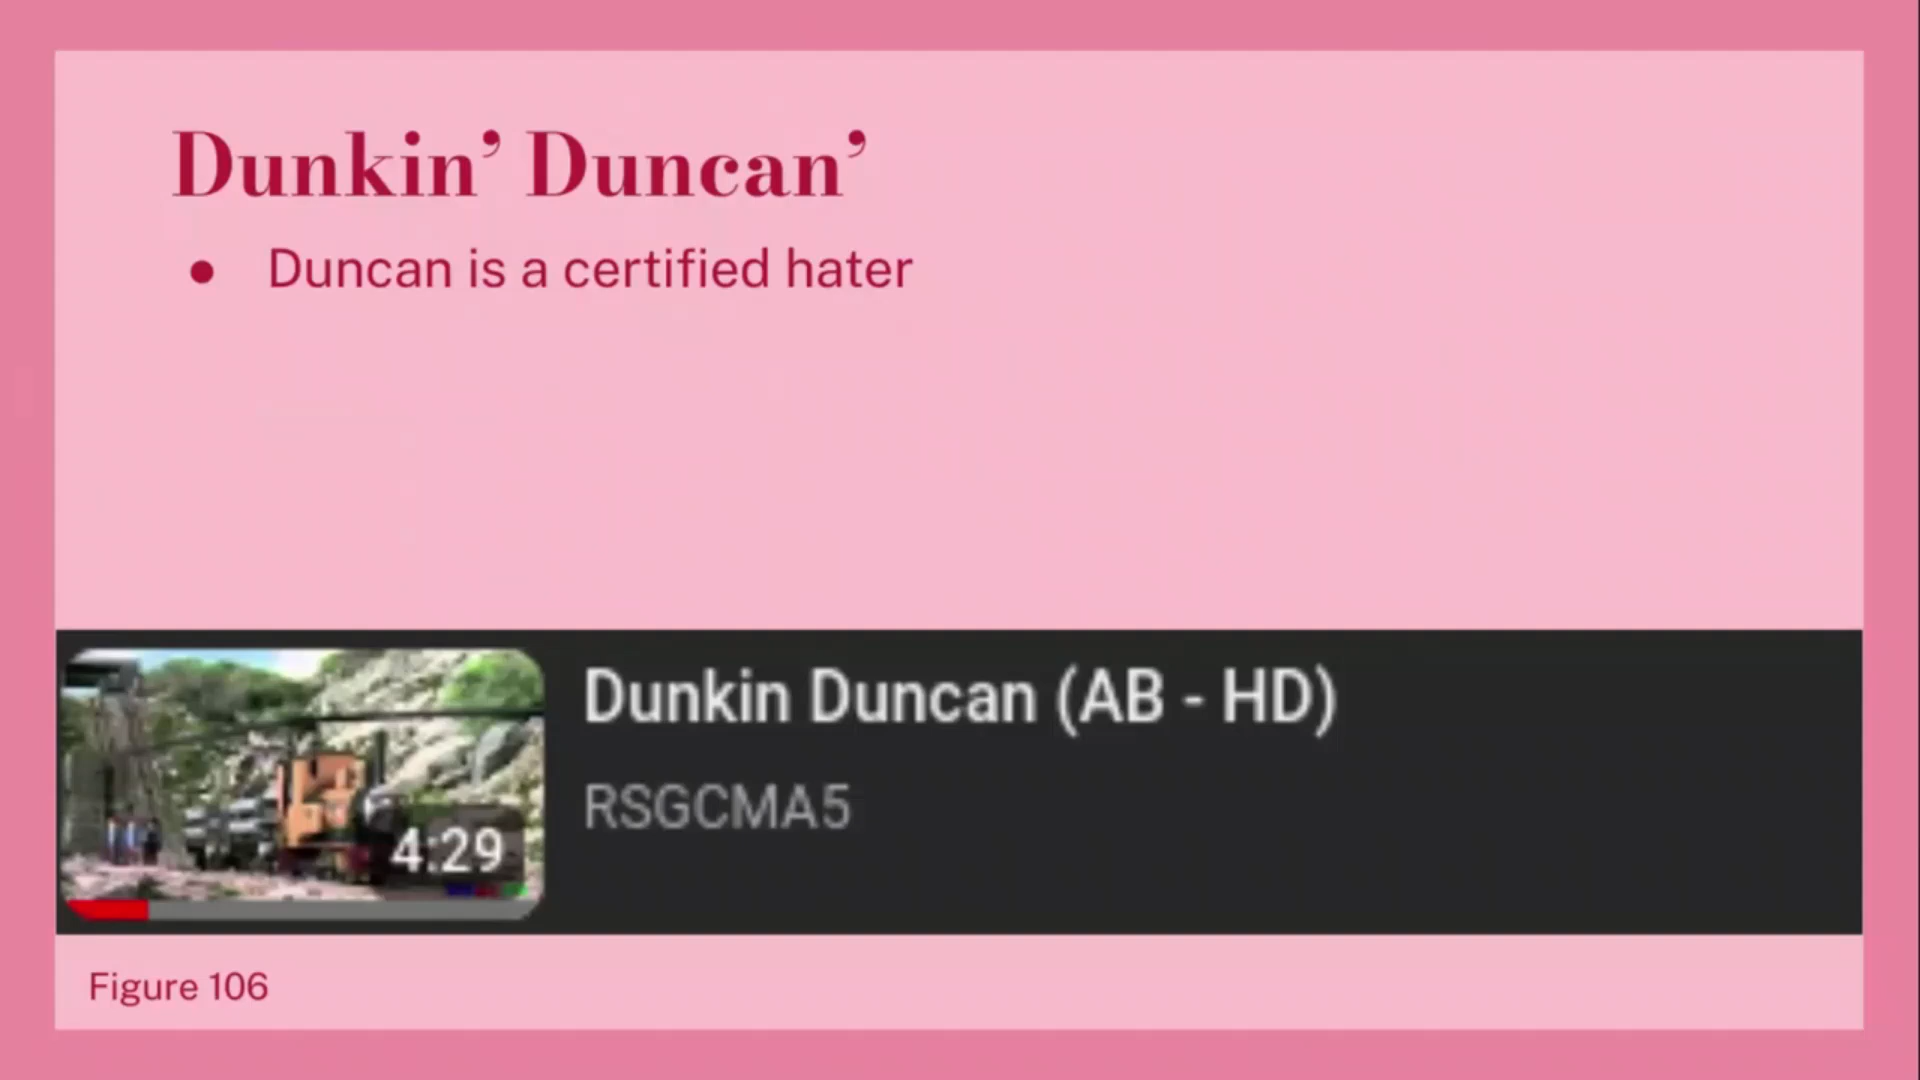 Dunkin’ Duncan’
● Duncan is a certified hater
4:29
Dunkin Duncan (AB - HD)
RSGCMA5
Figure 106